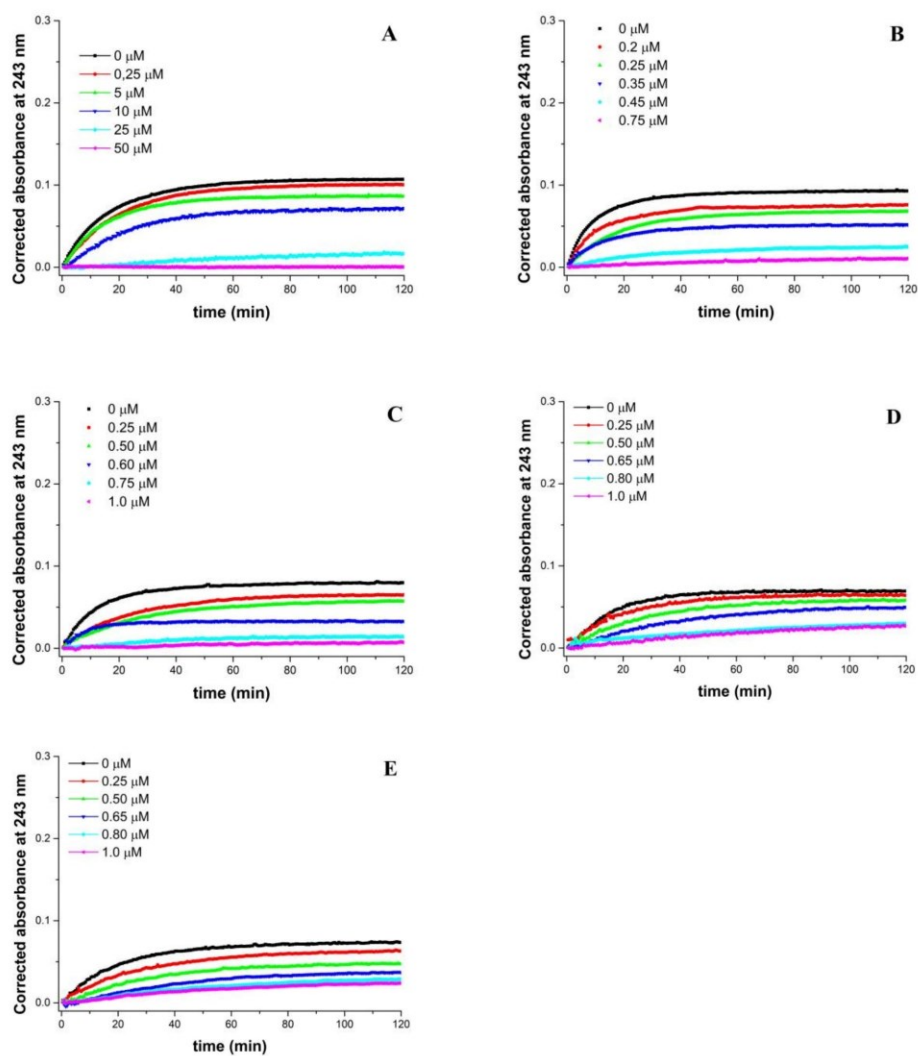 A
0 µM
0,25 µM
5 µM
10 µM
25 µM
50 µM
0.3
0.2
0.1
0.0
Corrected absorbance at 243 nm
0 20 40 60 80 100 120
time (min)
B
0 µM
0.2 µM
0.25 µM
0.35 µM
0.45 µM
0.75 µM
0.3
0.2
0.1
0.0
Corrected absorbance at 243 nm
0 20 40 60 80 100 120
time (min)
C
0 µM
0.25 µM
0.50 µM
0.60 µM
0.75 µM
1.0 µM
0.3
0.2
0.1
0.0
Corrected absorbance at 243 nm
0 20 40 60 80 100 120
time (min)
D
0 µM
0.25 µM
0.50 µM
0.65 µM
0.80 µM
1.0 µM
0.3
0.2
0.1
0.0
Corrected absorbance at 243 nm
0 20 40 60 80 100 120
time (min)
E
0 µM
0.25 µM
0.50 µM
0.65 µM
0.80 µM
1.0 µM
0.3
0.2
0.1
0.0
Corrected absorbance at 243 nm
0 20 40 60 80 100 120
time (min)